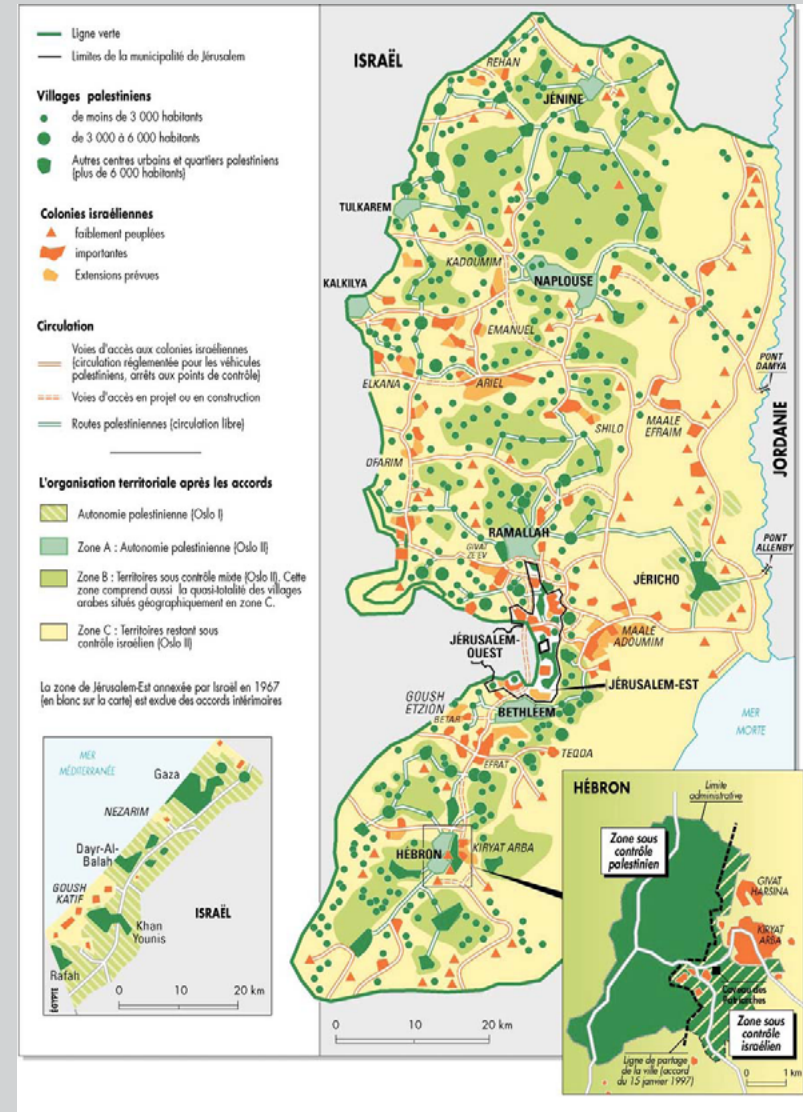 Ligne verte
Limites de la municipalité de Jérusalem
Villages palestiniens
de moins de 3 000 habitants
de 3 000 à 6 000 habitants
Autres centres urbains et quartiers palestiniens
(plus de 6 000 habitants)
Colonies israéliennes
faiblement peuplées
importantes
Extensions prévues
Circulation
Voies d'accès aux colonies israéliennes
(circulation réglementée pour les véhicules
palestiniens, arrêts aux points de contrôle)
Voies d'accès en projet ou en construction
Routes palestiniennes (circulation libre)
L'organisation territoriale après les accords
Autonomie palestinienne (Oslo I)
Zone A : Autonomie palestinienne (Oslo II)
Zone B : Territoires sous contrôle mixte (Oslo II). Cette
zone comprend aussi la quasi-totalité des villages
arabes situés géographiquement en zone C.
Zone C : Territoires restant sous
contrôle israélien (Oslo II)
La zone de Jérusalem-Est annexée par Israël en 1967
(en blanc sur la carte) est exclue des accords intérimaires
MER
MÉDITERRANÉE
Gaza
NEZARIM
Dayr-Al-
Balah
GOUSH
KATIF
ISRAËL
Khan
Younis
Rafah
ÉGYPTE
0 10 20 km
ISRAËL
REHAN
JÉNINE
TULKAREM
KADOUMIM
NAPLOUSE
KALKILYA
EMANUEL
PONT
DAMYA
ELKANA
ARIEL
SHILO
MAALE
EFRAIM
JORDANIE
OFARIM
RAMALLAH
GIVAT
ZE'EV
PONT
ALLENBY
JÉRICHO
JÉRUSALEM-
OUEST
MAALE
ADOUMIM
JÉRUSALEM-EST
GOUSH
ETZION
BETAR
BETHLÉEM
MER
MORTE
EFRAT
TEQOA
HÉBRON
KIRYAT ARBA
0 20 km
HÉBRON
Limite
administrative
Zone sous
contrôle
palestinien
GIVAT
HARSINA
KIRYAT
ARBA
Caveau des
Patriarches
Zone sous
contrôle
israélien
Ligne de partage
de la ville (accord
du 15 janvier 1997)
0 1 km